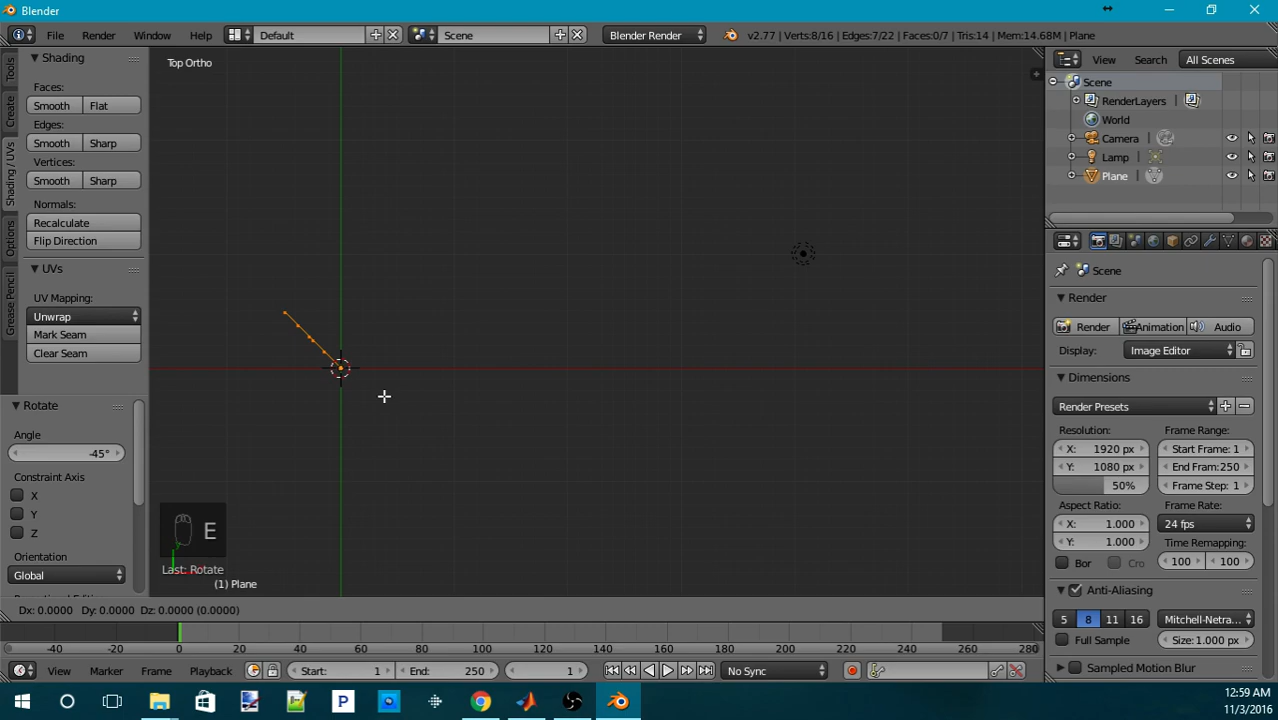 Blender
File Render Window Help Default Scene Blender Render v2.77 | Verts:8/16 | Edges:7/22 | Faces:0/7 | Tris:14 | Mem:14.68M | Plane
View Search All Scenes
Tools
Create
Shading / UVs
Options
Grease Pencil
Shading
Faces:
Smooth Flat
Edges:
Smooth Sharp
Vertices:
Smooth Sharp
Normals:
Recalculate
Flip Direction
UVs
UV Mapping:
Unwrap
Mark Seam
Clear Seam
Rotate
Angle
-45°
Constraint Axis
X
Y
Z
Orientation
Global
Top Ortho
E
Last: Rotate
(1) Plane
Dx: 0.0000 Dy: 0.0000 Dz: 0.0000 (0.0000)
Scene
RenderLayers
World
Camera
Lamp
Plane
Scene
Render
Render Animation Audio
Display: Image Editor
Dimensions
Render Presets
Resolution: Frame Range:
X: 1920 px Start Frame: 1
Y: 1080 px End Fram:250
50% Frame Step: 1
Aspect Ratio: Frame Rate:
X: 1.000 24 fps
Y: 1.000 Time Remapping:
Bor Cro 100 100
Anti-Aliasing
5 8 11 16 Mitchell-Netra...
Full Sample Size:1.000 px
Sampled Motion Blur
-40 -20 0 20 40 60 80 100 120 140 160 180 200 220 240 260 280
View Marker Frame Playback Start: 1 End: 250 1 No Sync
12:59 AM
11/3/2016